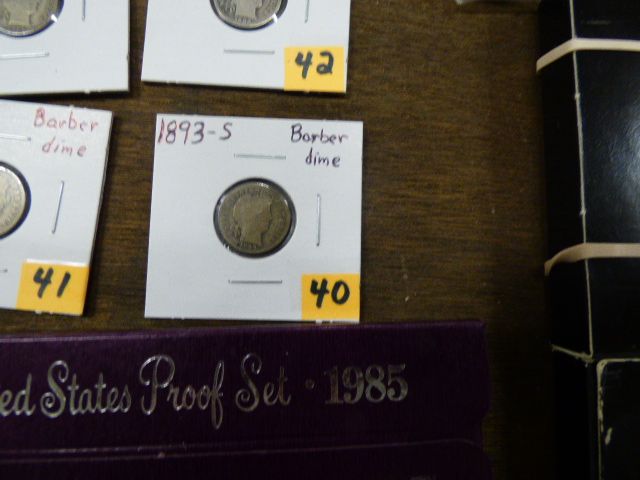 42
Barber
dime
41
1893-S Barber
dime
40
ed States Proof Set · 1985